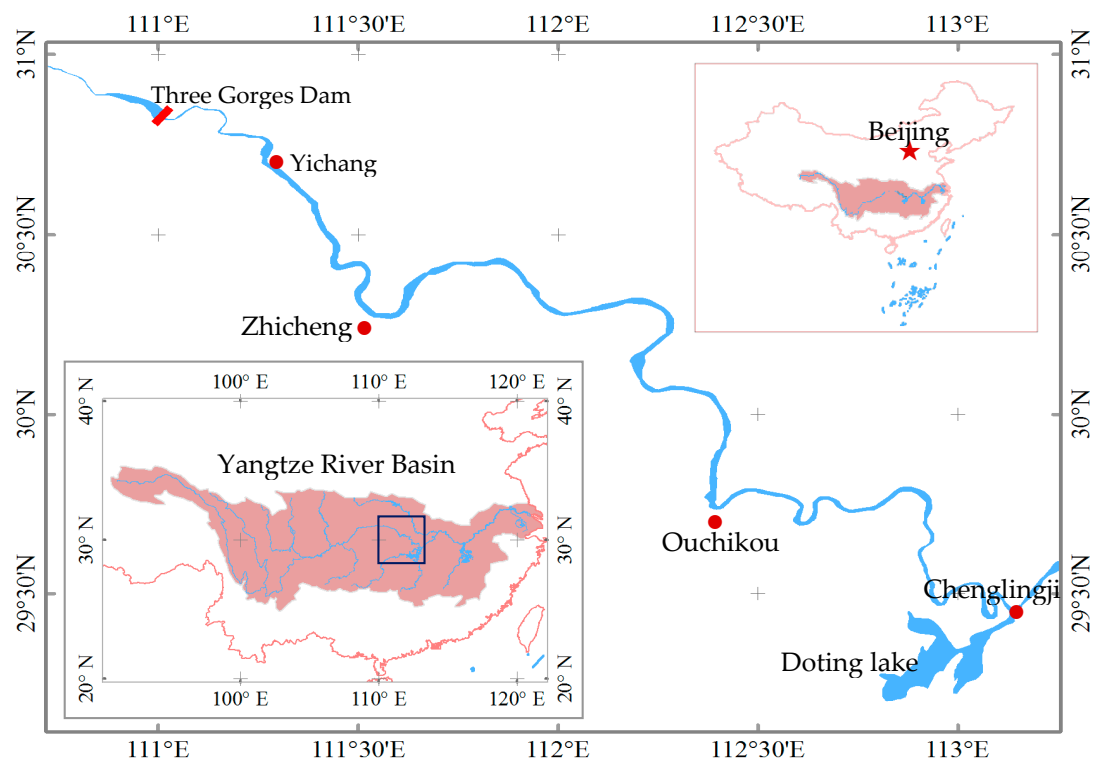 111°E
111°30'E
112°E
112°30'E
113°E
31°N
31°N
Three Gorges Dam
Beijing
Yichang
30°30'N
30°30'N
Zhicheng
100° E
110° E
120° E
40° N
40° N
30°N
30°N
Yangtze River Basin
Ouchikou
30° N
30° N
Chenglingji
29°30'N
29°30'N
Doting lake
20° N
20° N
100° E
110° E
120° E
111°E
111°30'E
112°E
112°30'E
113°E